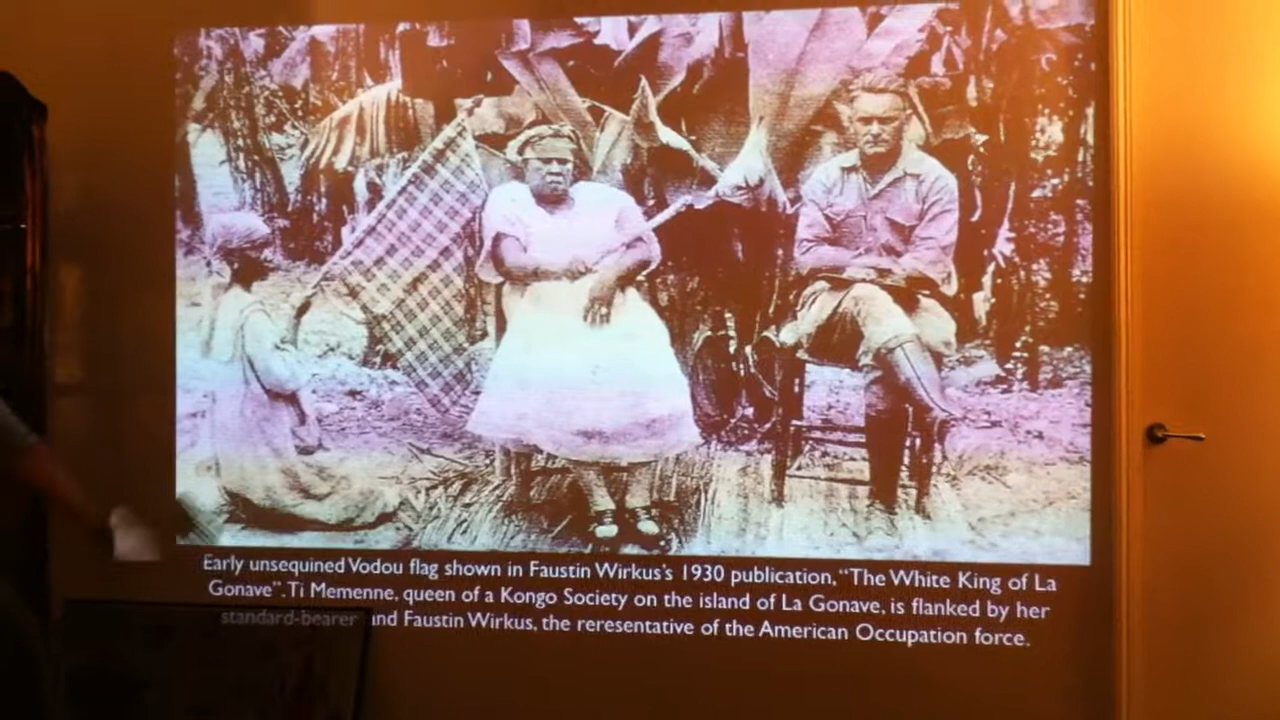 Early unsequined Vodou flag shown in Faustin Wirkus's 1930 publication, "The White King of La
Gonave". Ti Memenne, queen of a Kongo Society on the island of La Gonave, is flanked by her
standard-bearer and Faustin Wirkus, the reresentative of the American Occupation force.